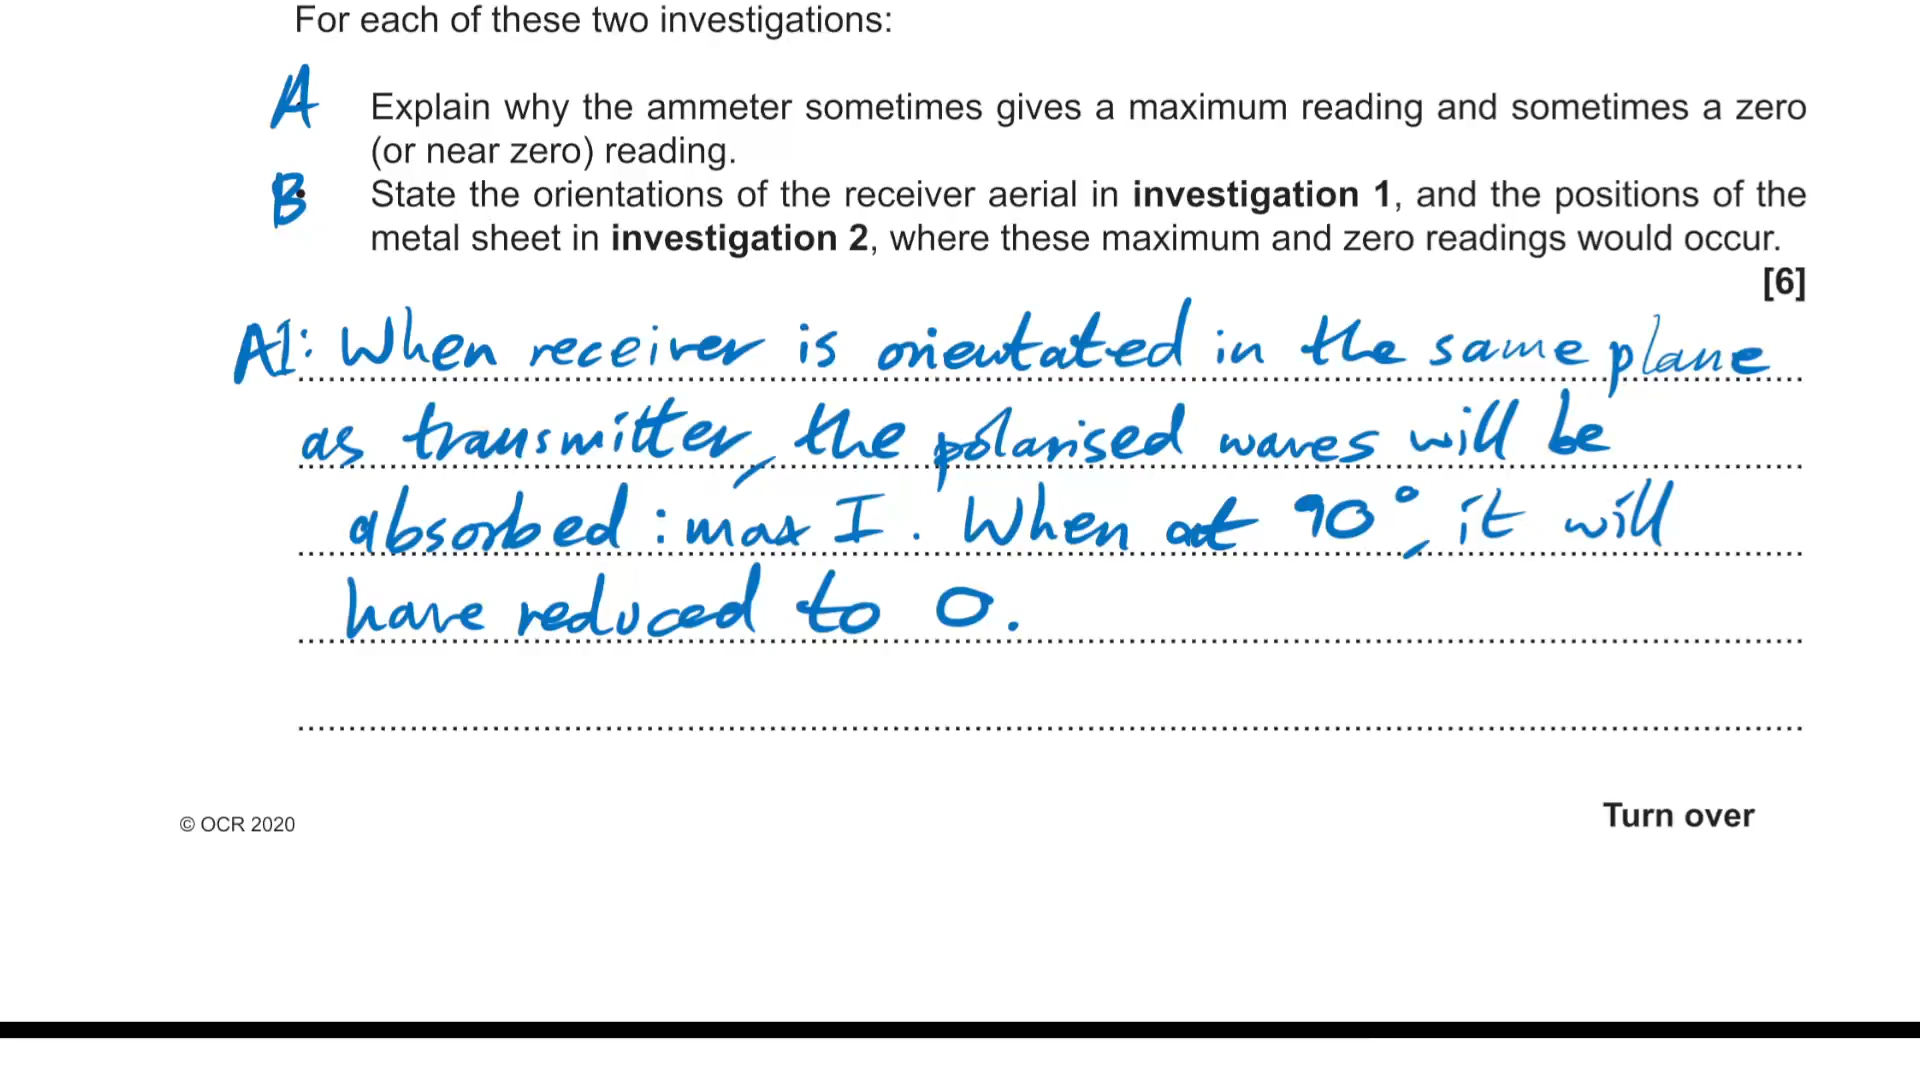 For each of these two investigations:
A Explain why the ammeter sometimes gives a maximum reading and sometimes a zero
(or near zero) reading.
B State the orientations of the receiver aerial in investigation 1, and the positions of the
metal sheet in investigation 2, where these maximum and zero readings would occur.
[6]
A1: When receiver is orientated in the same plane
as transmitter, the polarised waves will be
absorbed : max I. When at 90°, it will
have reduced to 0.
© OCR 2020
Turn over